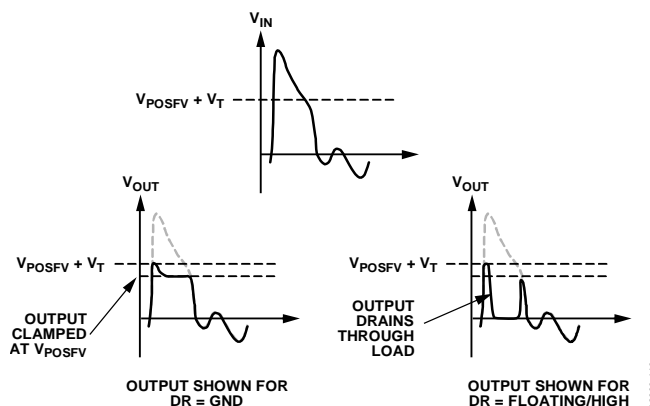 VIN
VPOSFV + VT
VOUT
VPOSFV + VT
OUTPUT
CLAMPED
AT VPOSFV
OUTPUT SHOWN FOR
DR = GND
VOUT
VPOSFV + VT
OUTPUT
DRAINS
THROUGH
LOAD
OUTPUT SHOWN FOR
DR = FLOATING/HIGH